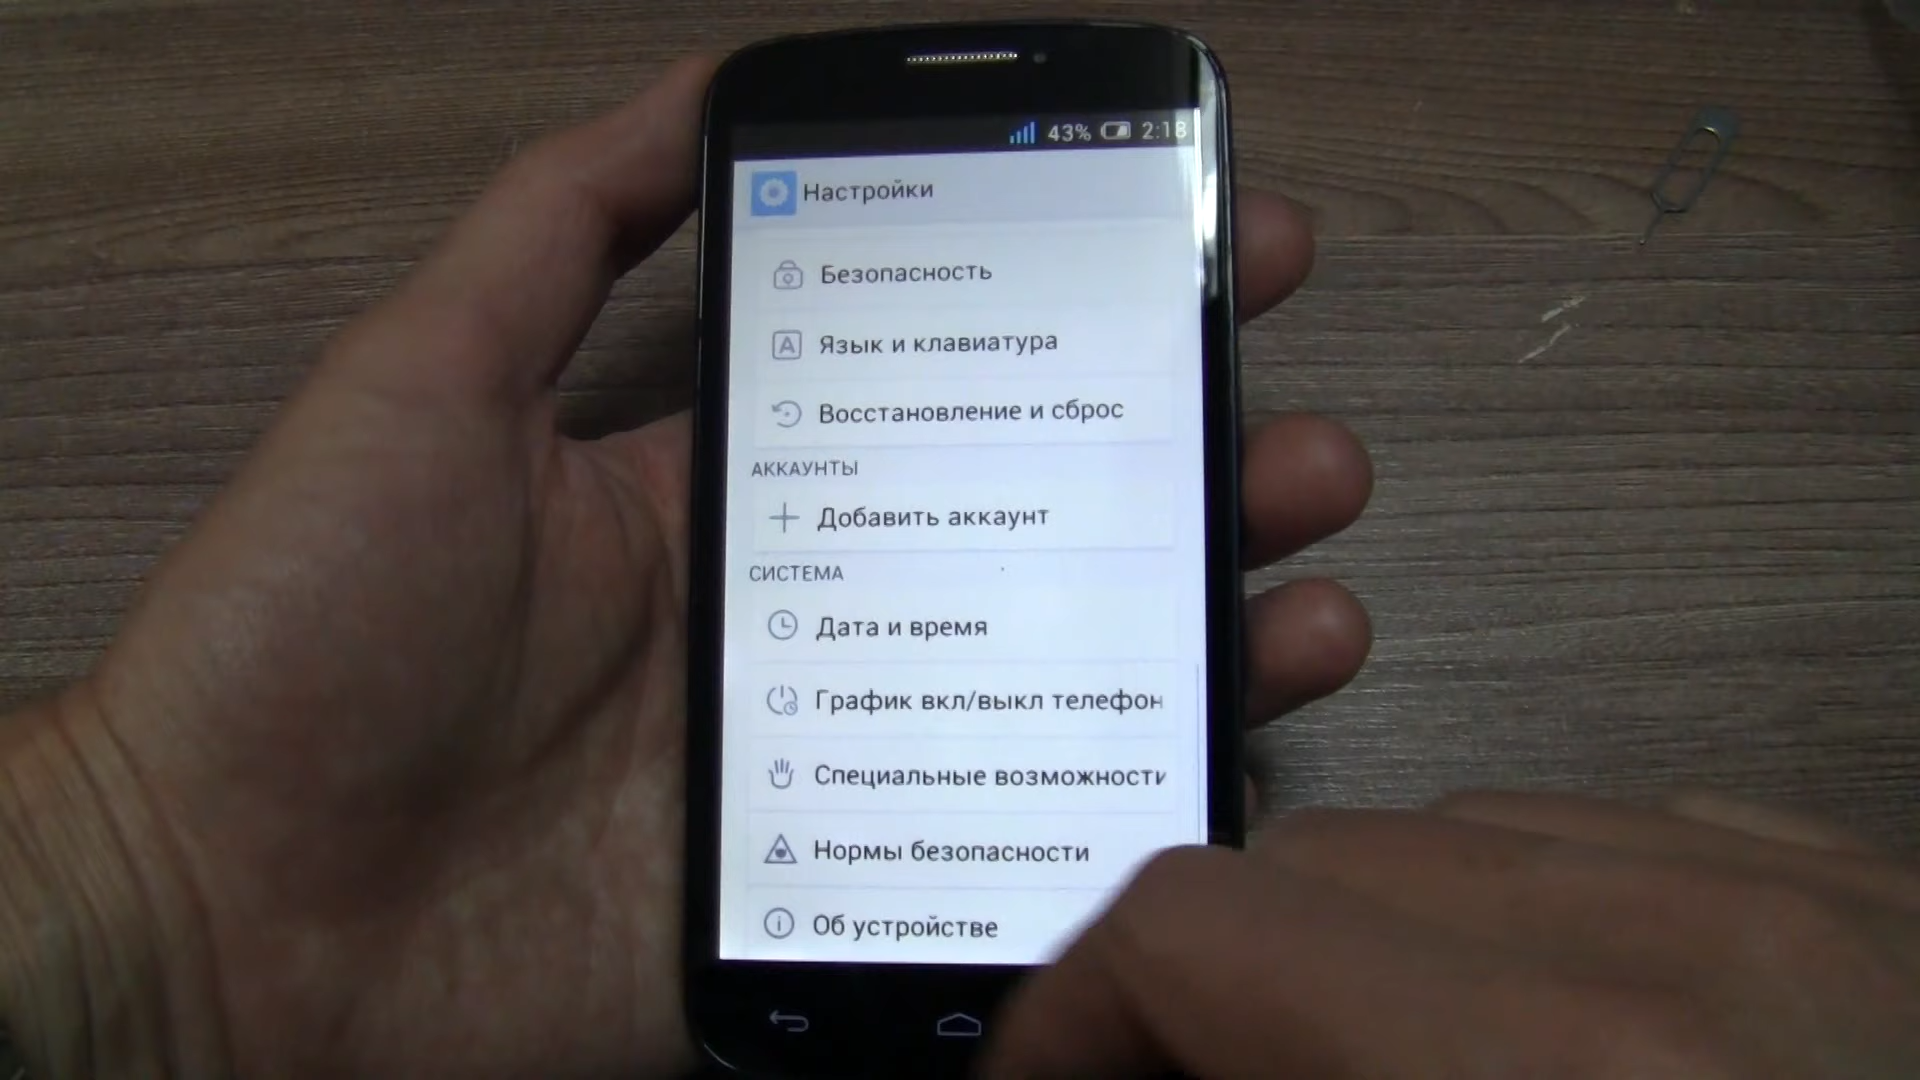 43% 2:18
Настройки
Безопасность
Язык и клавиатура
Восстановление и сброс
АККАУНТЫ
Добавить аккаунт
СИСТЕМА
Дата и время
График вкл/выкл телефон
Специальные возможности
Нормы безопасности
Об устройстве